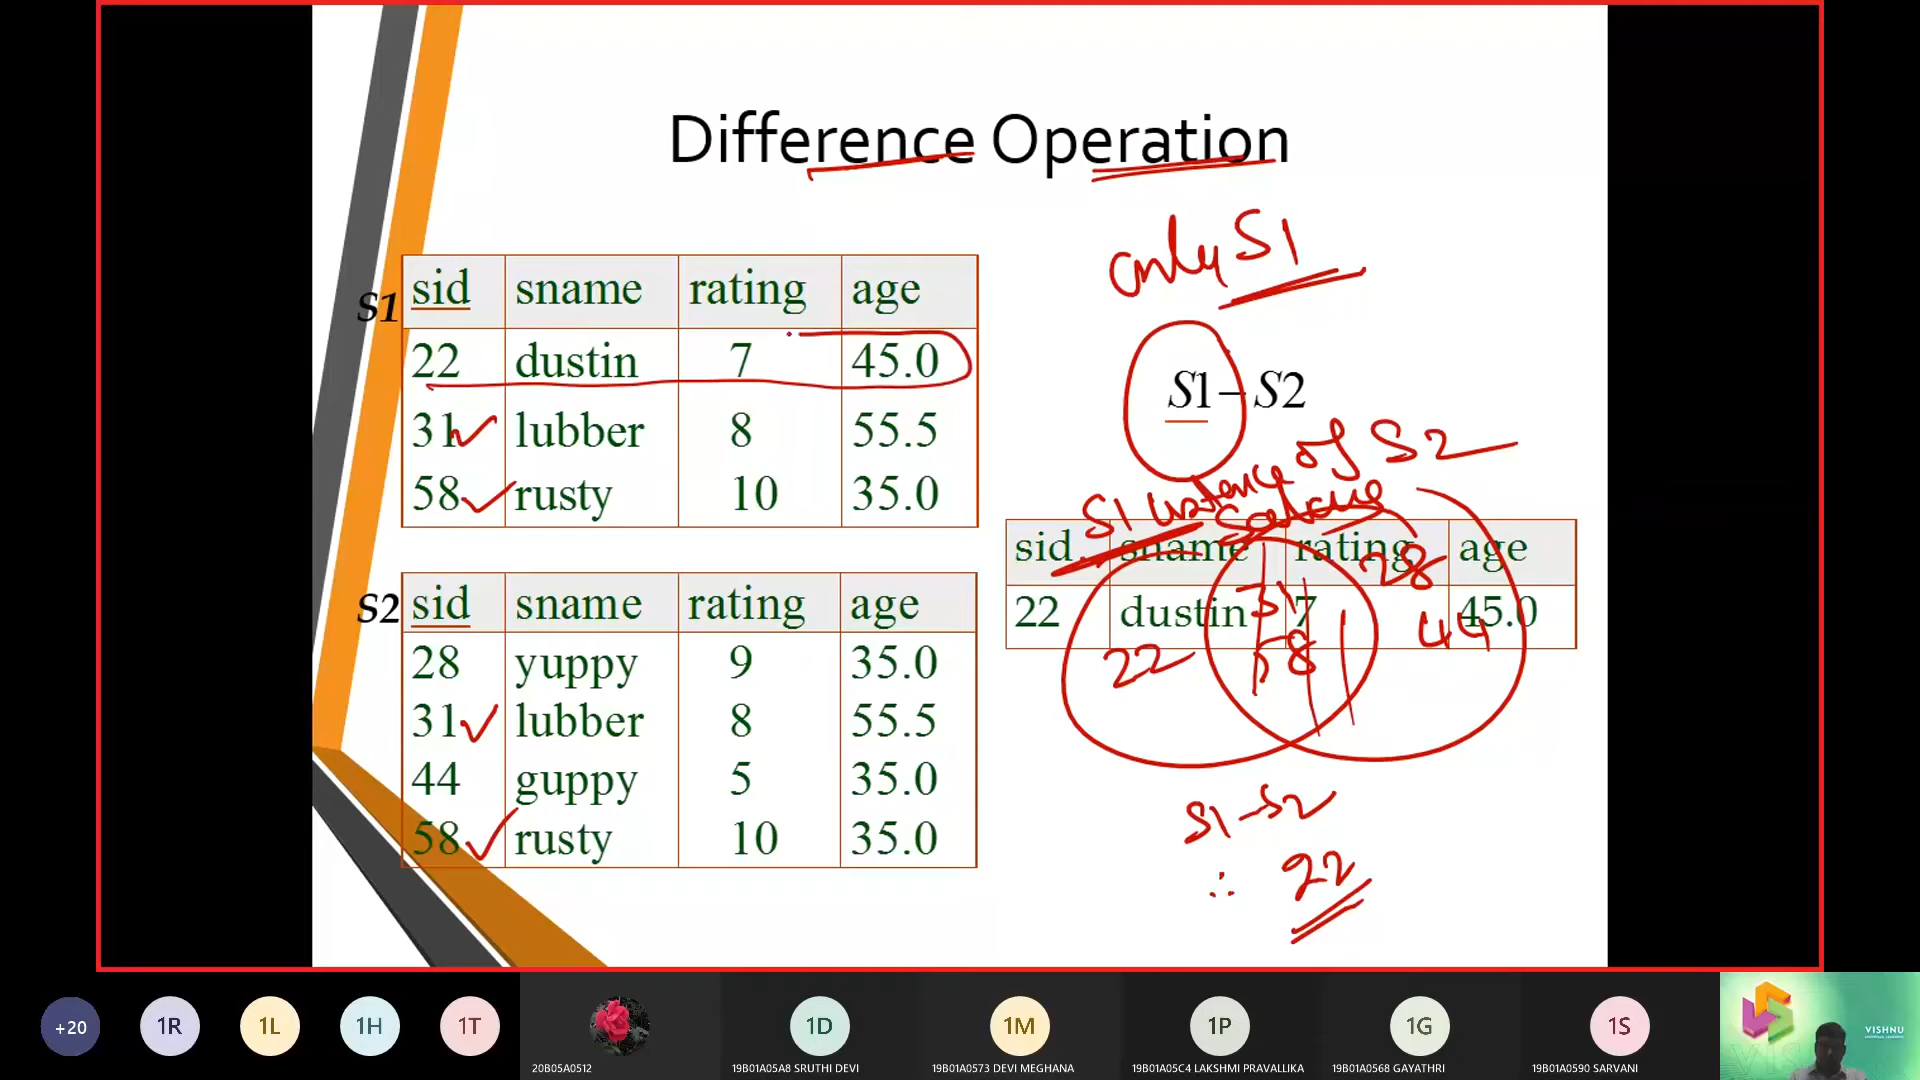 Difference Operation
only S1
S1 sid sname rating age
22 dustin 7 45.0
31 lubber 8 55.5
58 rusty 10 35.0
S1 – S2
S1 instance of S2
sid sname rating age
22 dustin 7 45.0
28
31 44
22 58
S2 sid sname rating age
28 yuppy 9 35.0
31 lubber 8 55.5
44 guppy 5 35.0
58 rusty 10 35.0
S1 - S2
∴ 22
+20 1R 1L 1H 1T 1D 1M 1P 1G 1S
20B05A0512 19B01A05A8 SRUTHI DEVI 19B01A0573 DEVI MEGHANA 19B01A05C4 LAKSHMI PRAVALLIKA 19B01A0568 GAYATHRI 19B01A0590 SARVANI
VISHNU